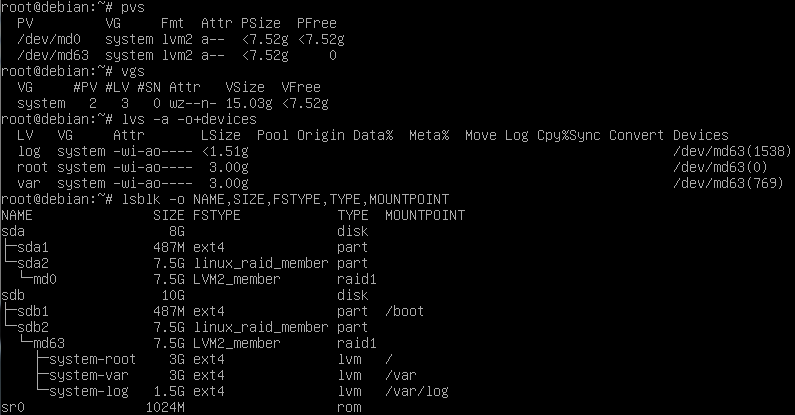 root@debian:~# pvs
  PV         VG     Fmt  Attr PSize  PFree
  /dev/md0   system lvm2 a--  <7.52g <7.52g
  /dev/md63  system lvm2 a--  <7.52g     0
root@debian:~# vgs
  VG     #PV #LV #SN Attr   VSize  VFree
  system   2   3   0 wz--n- 15.03g <7.52g
root@debian:~# lvs -a -o+devices
  LV   VG     Attr       LSize  Pool Origin Data%  Meta%  Move Log Cpy%Sync Convert Devices
  log  system -wi-ao---- <1.51g                                                     /dev/md63(1538)
  root system -wi-ao----  3.00g                                                     /dev/md63(0)
  var  system -wi-ao----  3.00g                                                     /dev/md63(769)
root@debian:~# lsblk -o NAME,SIZE,FSTYPE,TYPE,MOUNTPOINT
NAME                SIZE FSTYPE            TYPE  MOUNTPOINT
sda                   8G                   disk
├─sda1              487M ext4              part
└─sda2              7.5G linux_raid_member part
  └─md0             7.5G LVM2_member       raid1
sdb                  10G                   disk
├─sdb1              487M ext4              part  /boot
└─sdb2              7.5G linux_raid_member part
  └─md63            7.5G LVM2_member       raid1
    ├─system-root     3G ext4              lvm   /
    ├─system-var      3G ext4              lvm   /var
    └─system-log    1.5G ext4              lvm   /var/log
sr0                1024M                   rom